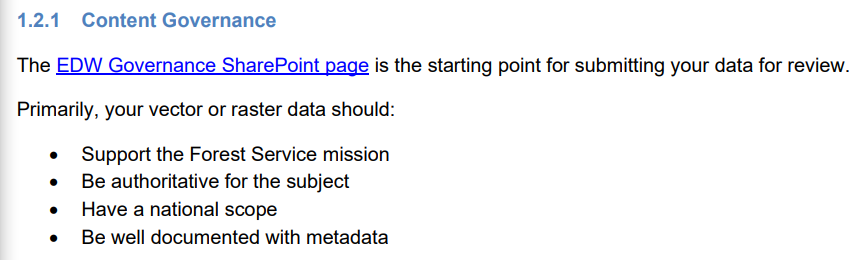 1.2.1 Content Governance
The EDW Governance SharePoint page is the starting point for submitting your data for review.
Primarily, your vector or raster data should:
• Support the Forest Service mission
• Be authoritative for the subject
• Have a national scope
• Be well documented with metadata